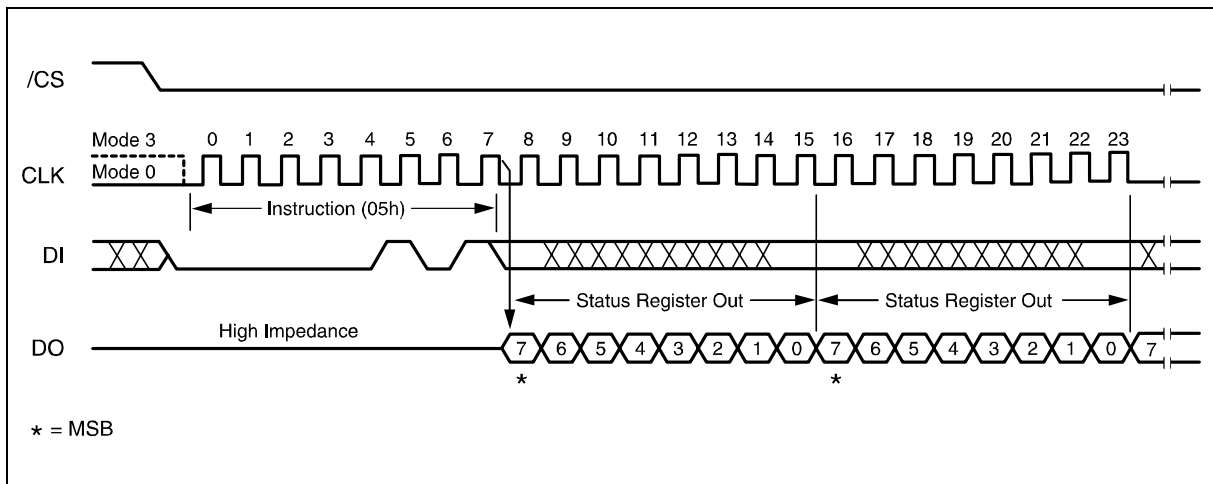 /CS
Mode 3
0 1 2 3 4 5 6 7 8 9 10 11 12 13 14 15 16 17 18 19 20 21 22 23
CLK
Mode 0
Instruction (05h)
DI
Status Register Out Status Register Out
High Impedance
DO
7 6 5 4 3 2 1 0 7 6 5 4 3 2 1 0 7
* *
* = MSB